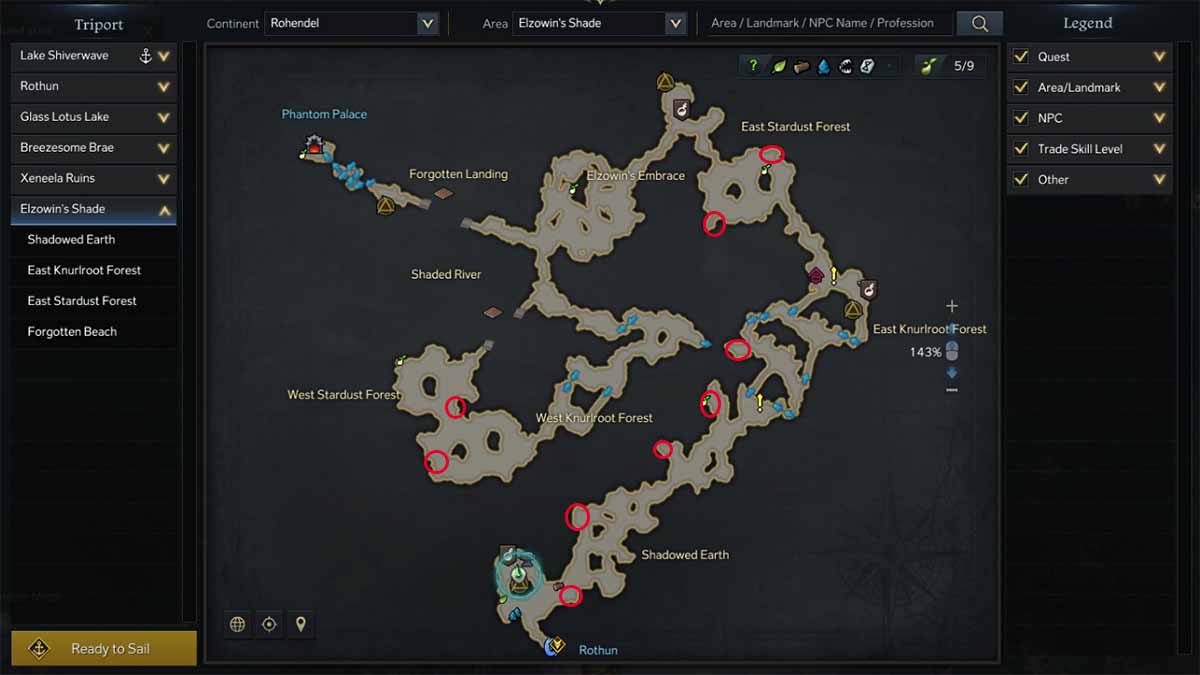 Triport
Continent Rohendel
Area Elzowin's Shade
Area / Landmark / NPC Name / Profession
Legend
Lake Shiverwave
Rothun
Glass Lotus Lake
Breezesome Brae
Xeneela Ruins
Elzowin's Shade
Shadowed Earth
East Knurlroot Forest
East Stardust Forest
Forgotten Beach
Ready to Sail
? 5/9
Phantom Palace
Forgotten Landing
Elzowin's Embrace
East Stardust Forest
Shaded River
East Knurlroot Forest
143%
West Stardust Forest
West Knurlroot Forest
Shadowed Earth
Rothun
Quest
Area/Landmark
NPC
Trade Skill Level
Other